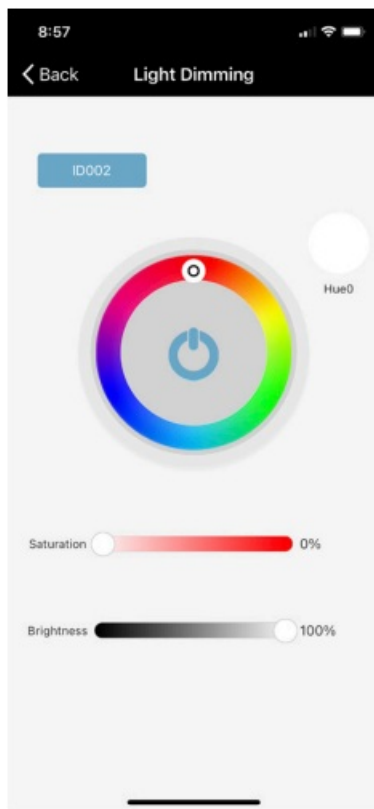 8:57
Back Light Dimming
ID002
Hue0
Saturation 0%
Brightness 100%